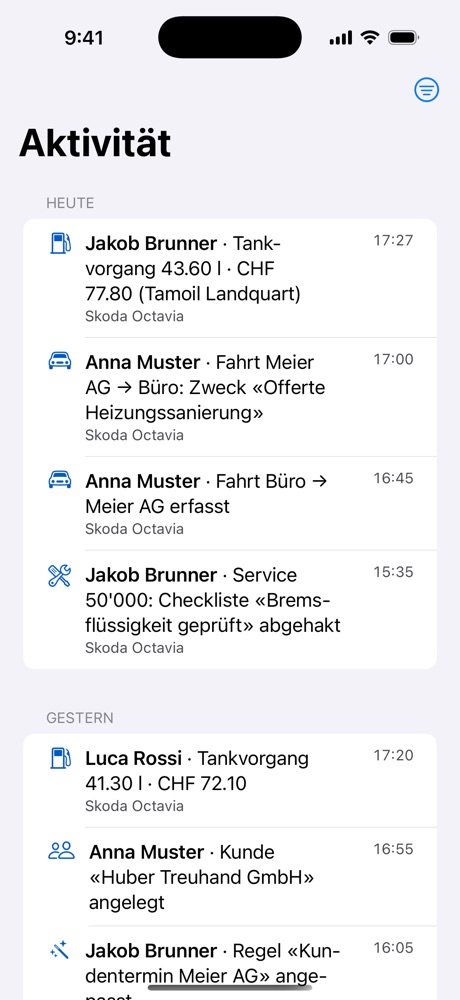 9:41
Aktivität
HEUTE
Jakob Brunner · Tank-
17:27
vorgang 43.60 l · CHF
77.80 (Tamoil Landquart)
Skoda Octavia
Anna Muster · Fahrt Meier
17:00
AG → Büro: Zweck «Offerte
Heizungssanierung»
Skoda Octavia
Anna Muster · Fahrt Büro →
16:45
Meier AG erfasst
Skoda Octavia
Jakob Brunner · Service
15:35
50'000: Checkliste «Brems-
flüssigkeit geprüft» abgehakt
Skoda Octavia
GESTERN
Luca Rossi · Tankvorgang
17:20
41.30 l · CHF 72.10
Skoda Octavia
Anna Muster · Kunde
16:55
«Huber Treuhand GmbH»
angelegt
Jakob Brunner · Regel «Kun-
16:05
dentermin Meier AG» ange-
passt